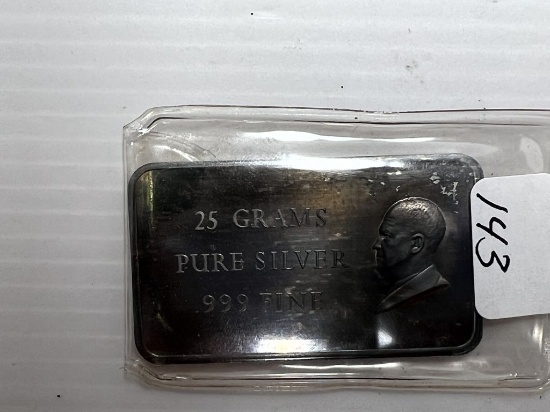 25 GRAMS
PURE SILVER
999 FINE
143